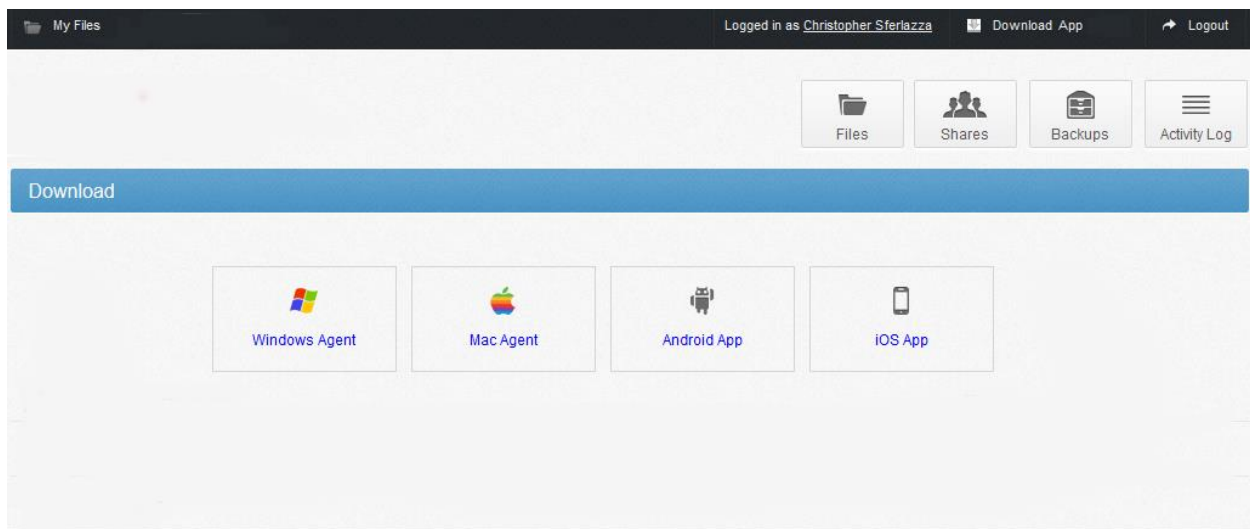 My Files
Logged in as Christopher Sferlazza
Download App
Logout
Files
Shares
Backups
Activity Log
Download
Windows Agent
Mac Agent
Android App
iOS App